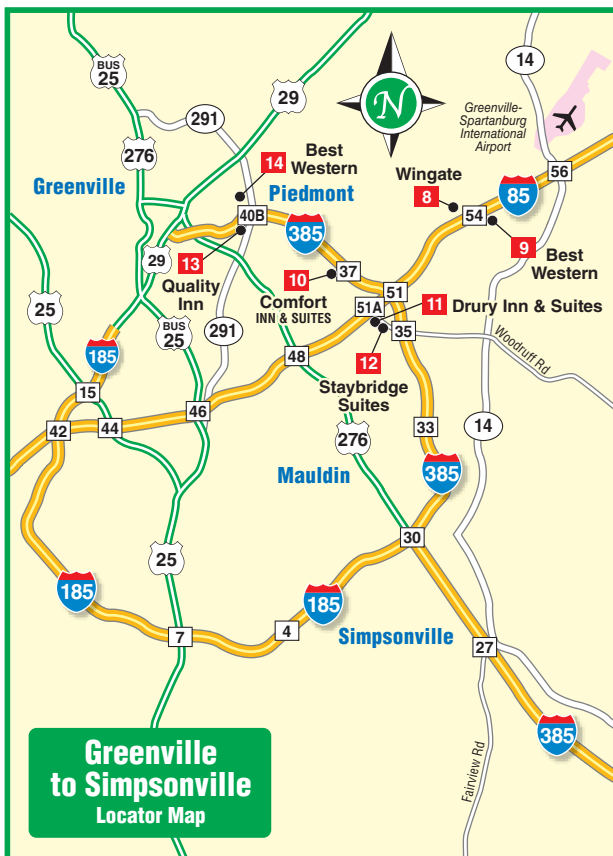 BUS
25
29
14
291
N
Greenville-
Spartanburg
International
Airport
276
14
Best
Western
Greenville
Piedmont
Wingate
56
8
85
40B
54
385
9
Best
Western
29
13
Quality
Inn
10
37
Comfort
INN & SUITES
51
51A
11
Drury Inn & Suites
25
BUS
25
291
35
Woodruff Rd
12
Staybridge
Suites
48
185
15
46
42
44
33
14
276
Mauldin
385
30
25
185
185
7
4
Simpsonville
27
385
Fairview Rd
Greenville
to Simpsonville
Locator Map